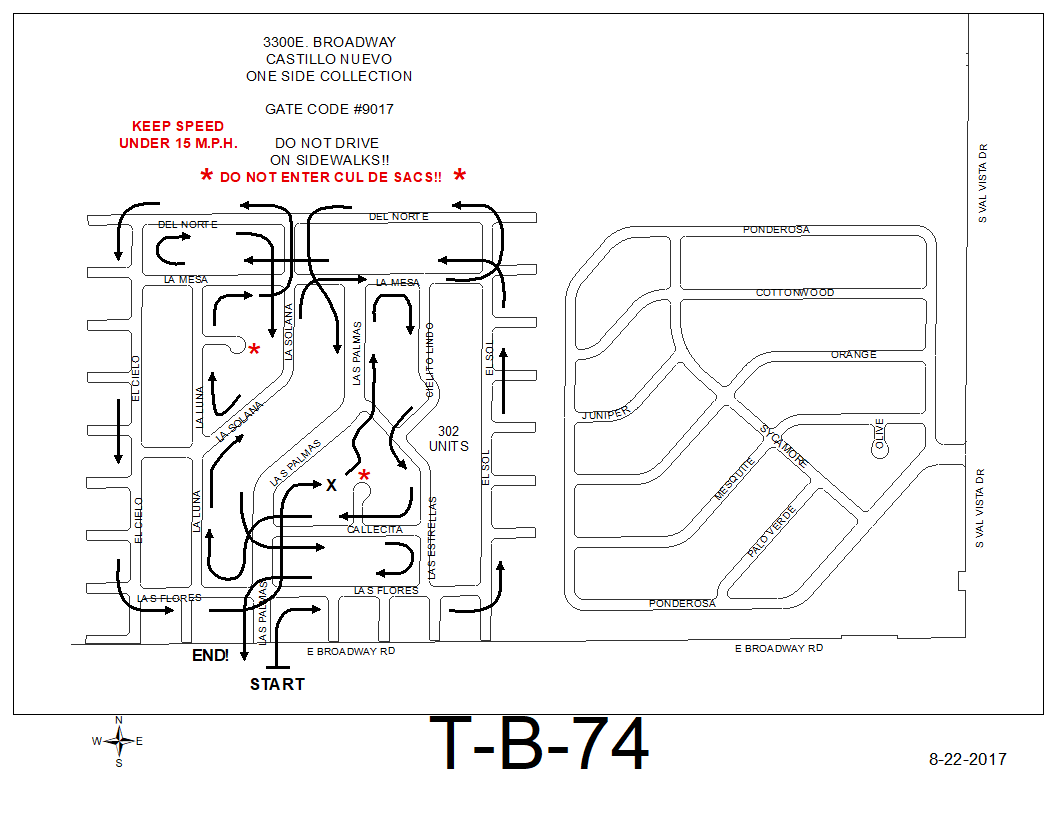 3300E. BROADWAY
CASTILLO NUEVO
ONE SIDE COLLECTION
GATE CODE #9017
KEEP SPEED
UNDER 15 M.P.H.
DO NOT DRIVE
ON SIDEWALKS!!
* DO NOT ENTER CUL DE SACS!! *
S VAL VISTA DR
DEL NORTE
DEL NORTE
PONDEROSA
LA MESA
LA MESA
COTTONWOOD
LA SOLANA
LAS PALMAS
CIELITO LINDO
EL SOL
EL CIELO
*
ORANGE
LA LUNA
LA SOLANA
JUNIPER
302
UNITS
SYCAMORE
OLIVE
LAS PALMAS
EL SOL
*
X
MESQUITE
S VAL VISTA DR
EL CIELO
LA LUNA
CALLECITA
LAS ESTRELLAS
PALO VERDE
LAS FLORES
LAS FLORES
LAS PALMAS
PONDEROSA
END!
E BROADWAY RD
E BROADWAY RD
START
N
W E
S
T-B-74
8-22-2017